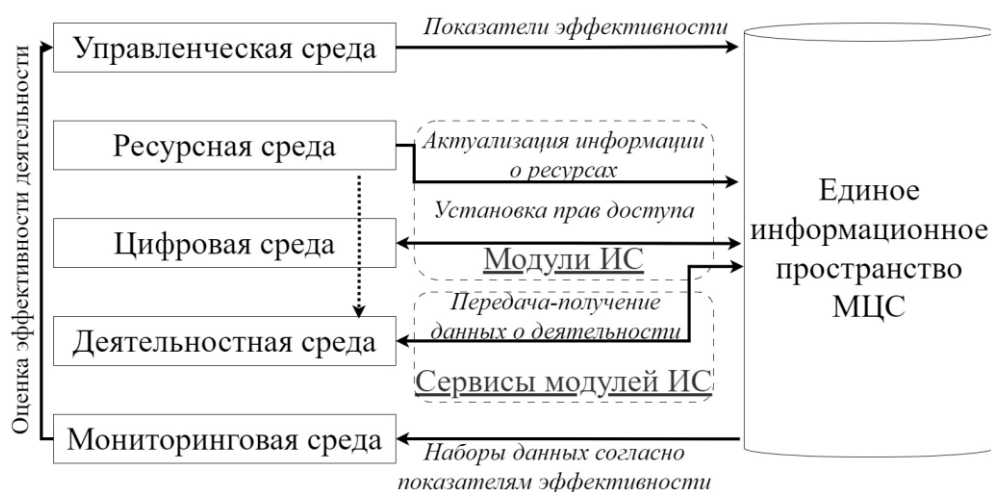 Оценка эффективности деятельности
Управленческая среда
Показатели эффективности
Ресурсная среда
Актуализация информации
о ресурсах
Установка прав доступа
Цифровая среда
Модули ИС
Передача-получение
данных о деятельности
Деятельностная среда
Сервисы модулей ИС
Мониторинговая среда
Наборы данных согласно
показателям эффективности
Единое
информационное
пространство
МЦС